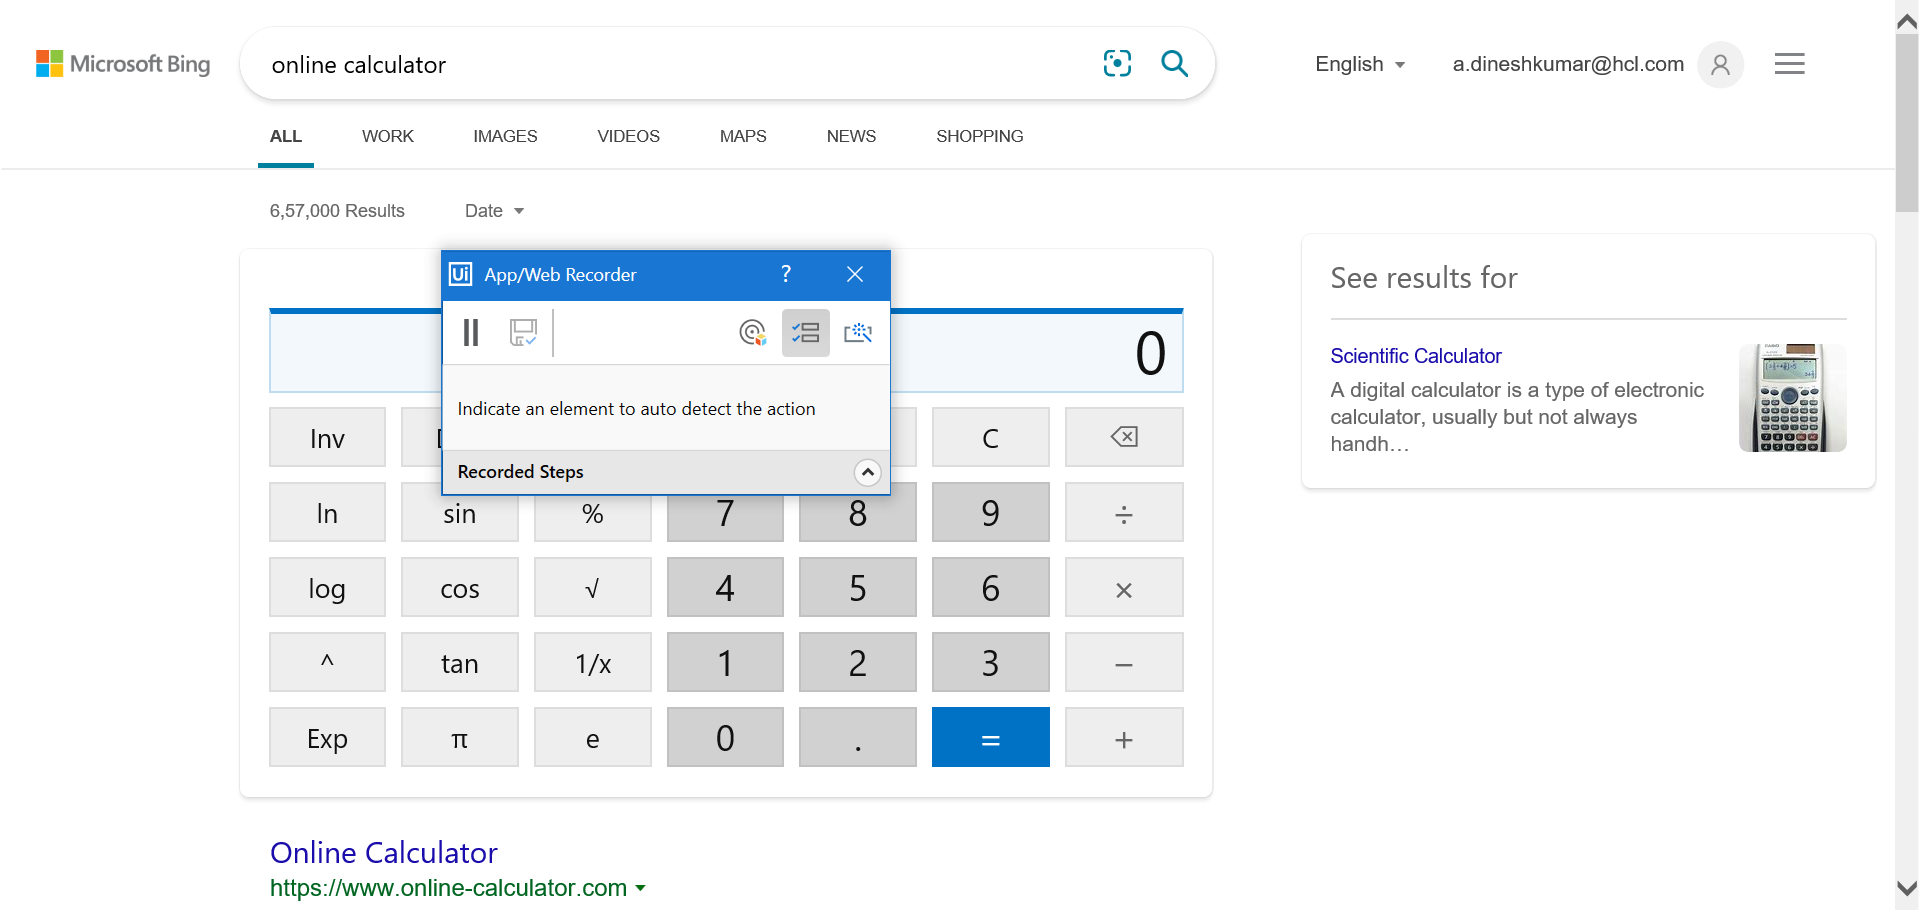 Microsoft Bing
online calculator
English
a.dineshkumar@hcl.com
ALL WORK IMAGES VIDEOS MAPS NEWS SHOPPING
6,57,000 Results Date
Ui App/Web Recorder ? 
Indicate an element to auto detect the action
Recorded Steps
0
Inv C
ln sin % 7 8 9 ÷
log cos √ 4 5 6 ×
^ tan 1/x 1 2 3 −
Exp π e 0 . = +
See results for
Scientific Calculator
A digital calculator is a type of electronic
calculator, usually but not always
handh…
Online Calculator
https://www.online-calculator.com